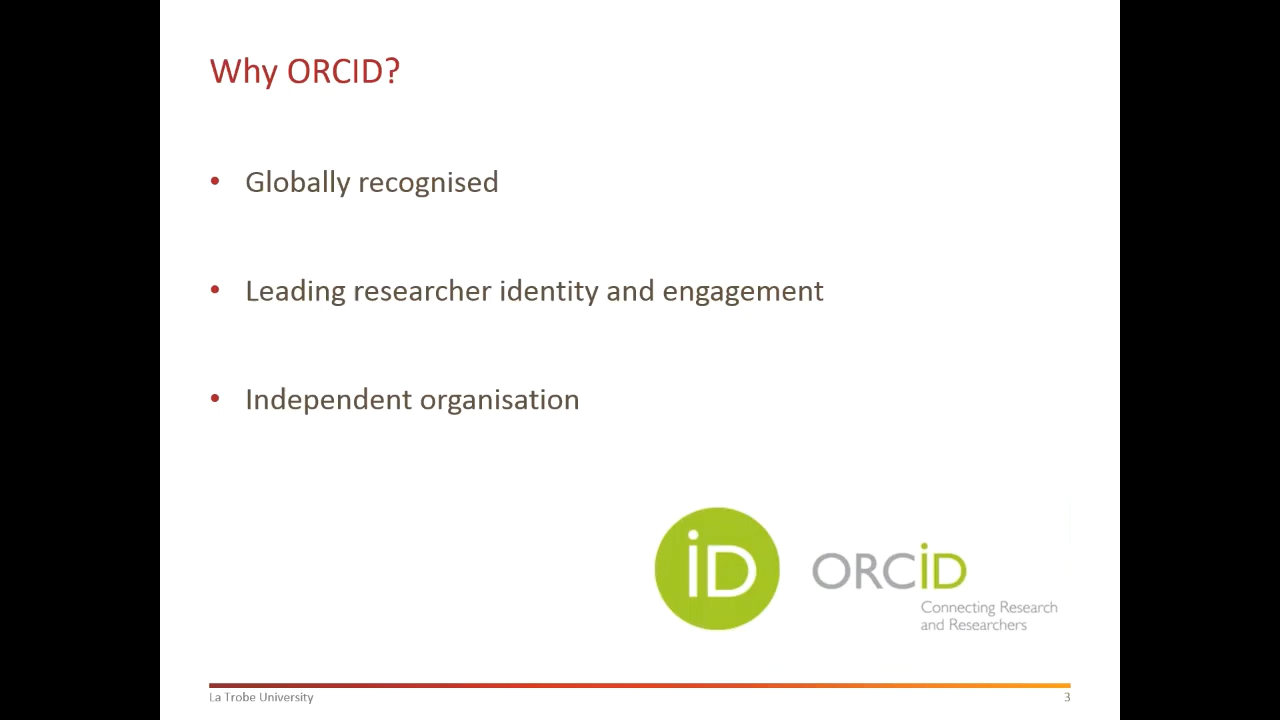 Why ORCID?
• Globally recognised
• Leading researcher identity and engagement
• Independent organisation
iD
ORCiD
Connecting Research
and Researchers
La Trobe University
3